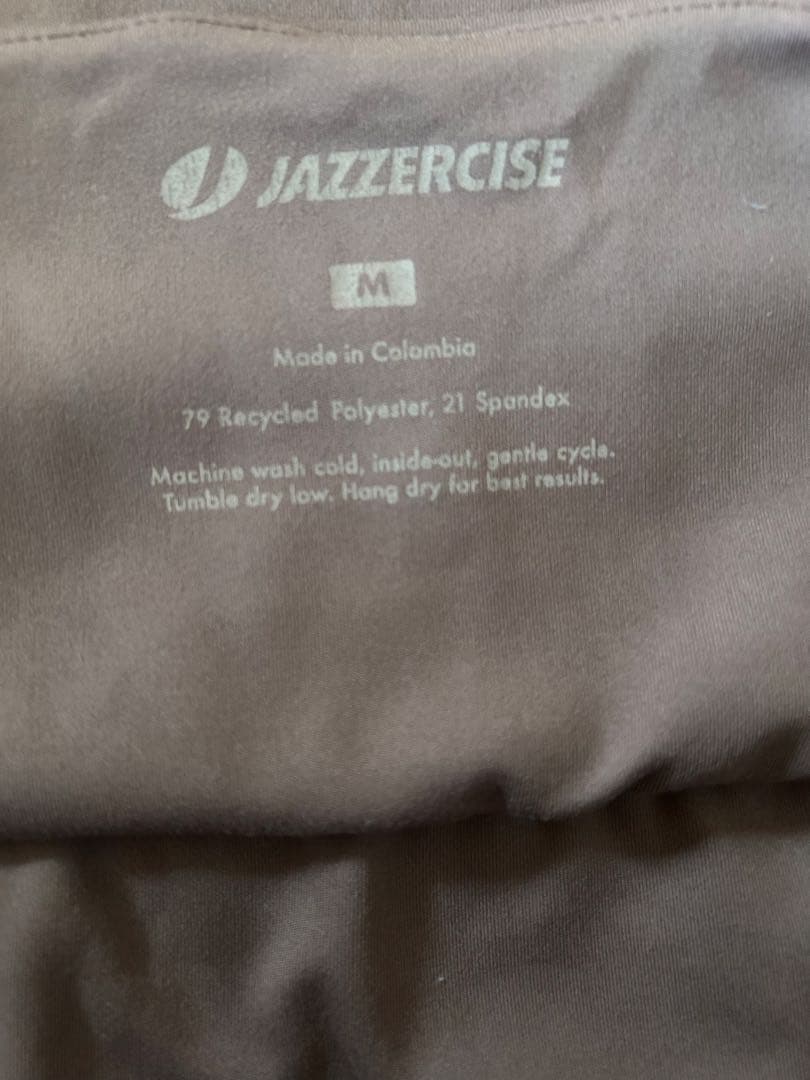 JAZZERCISE
M
Made in Colombia
79 Recycled Polyester, 21 Spandex
Machine wash cold, inside-out, gentle cycle.
Tumble dry low. Hang dry for best results.